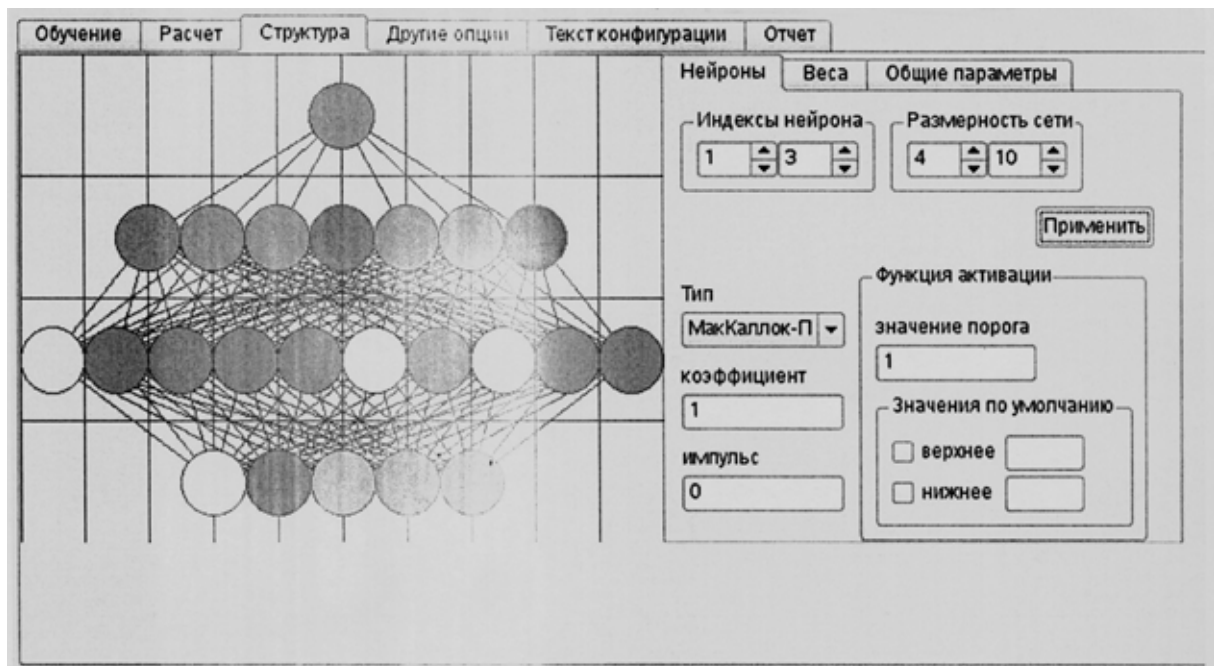 Обучение Расчет Структура Другие опции Текст конфигурации Отчет
Нейроны Веса Общие параметры
Индексы нейрона Размерность сети
1 3 4 10
Применить
Функция активации
Тип
МакКаллок-П
значение порога
1
коэффициент
1
Значения по умолчанию
верхнее
импульс
0
нижнее